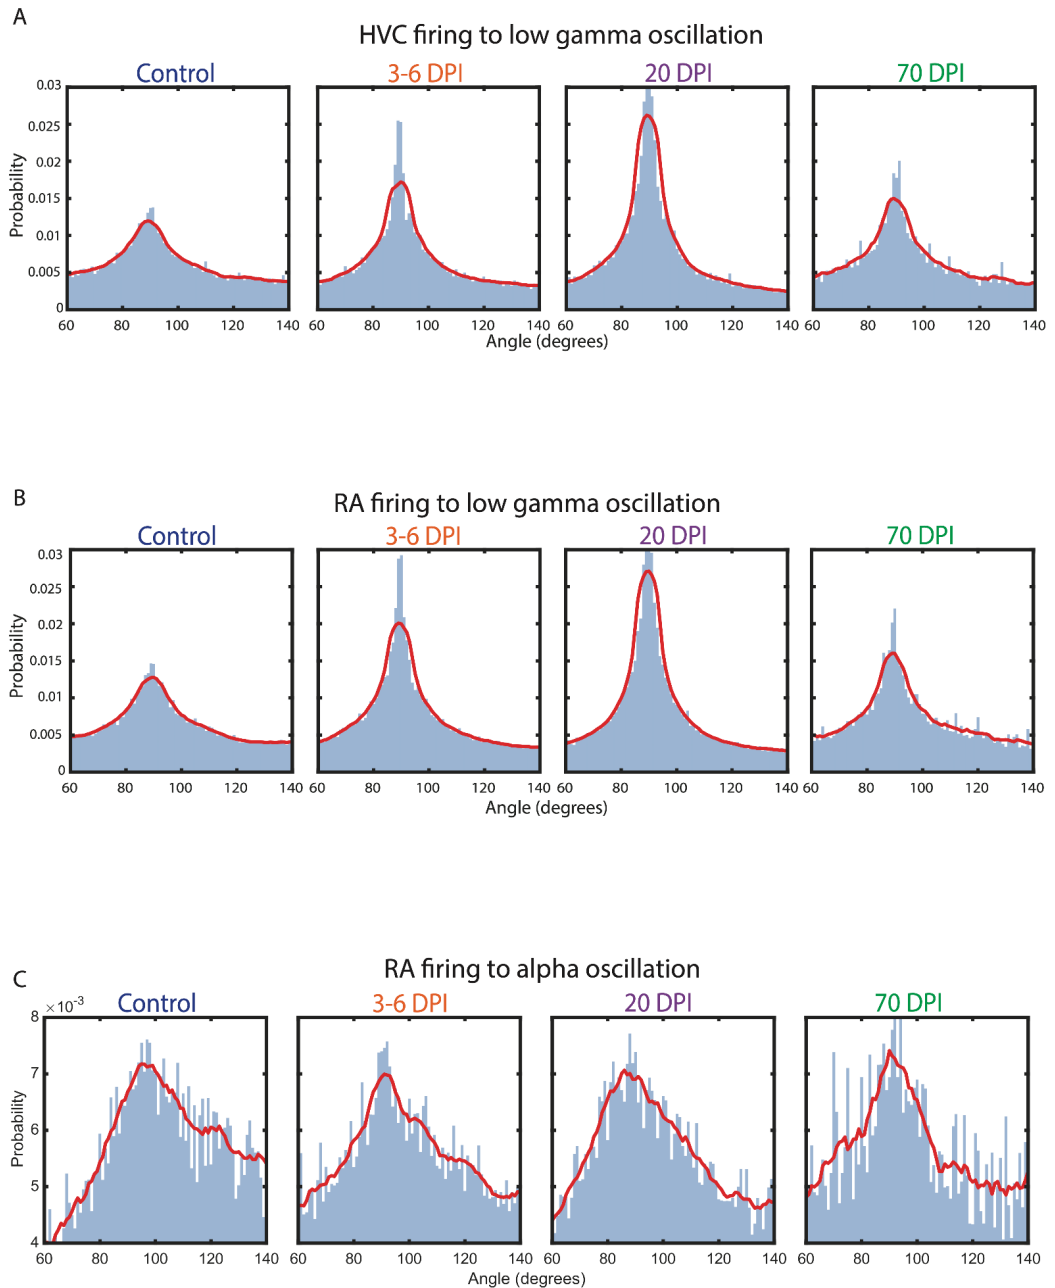 A
HVC firing to low gamma oscillation
Control 3-6 DPI 20 DPI 70 DPI
0.03
0.025
0.02
0.015
0.01
0.005
0
Probability
60 80 100 120 140 60 80 100 120 140 60 80 100 120 140 60 80 100 120 140
Angle (degrees)
B
RA firing to low gamma oscillation
Control 3-6 DPI 20 DPI 70 DPI
0.03
0.025
0.02
0.015
0.01
0.005
0
Probability
60 80 100 120 140 60 80 100 120 140 60 80 100 120 140 60 80 100 120 140
Angle (degrees)
C
RA firing to alpha oscillation
×10-3
Control 3-6 DPI 20 DPI 70 DPI
8
7
6
5
4
Probability
60 80 100 120 140 60 80 100 120 140 60 80 100 120 140 60 80 100 120 140
Angle (degrees)